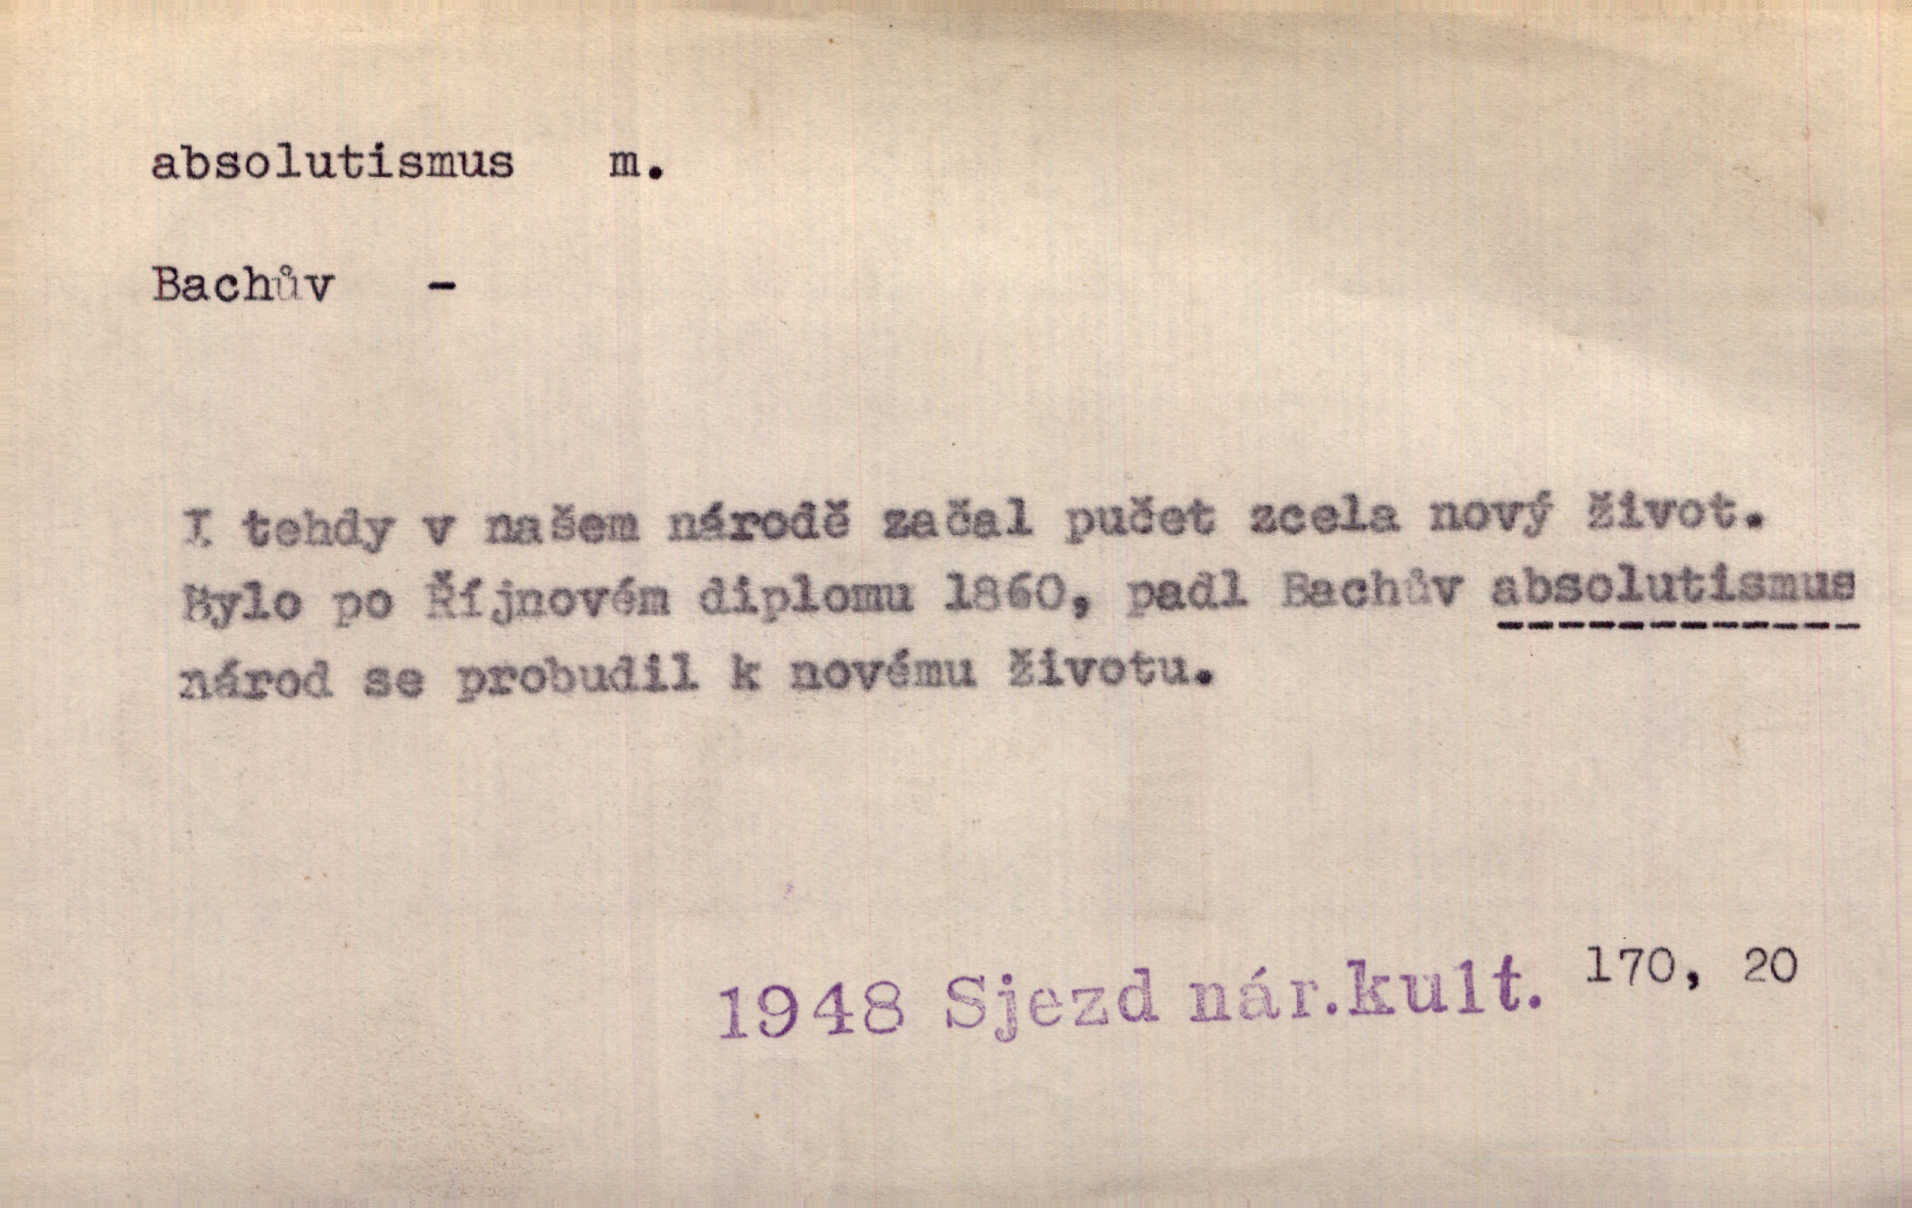 absolutismus m.
Bachův -
I tehdy v našem národě začal pučet zcela nový život.
Bylo po Říjnovém diplomu 1860, padl Bachův absolutismus
národ se probudil k novému životu.
1948 Sjezd nár.kult. 170, 20